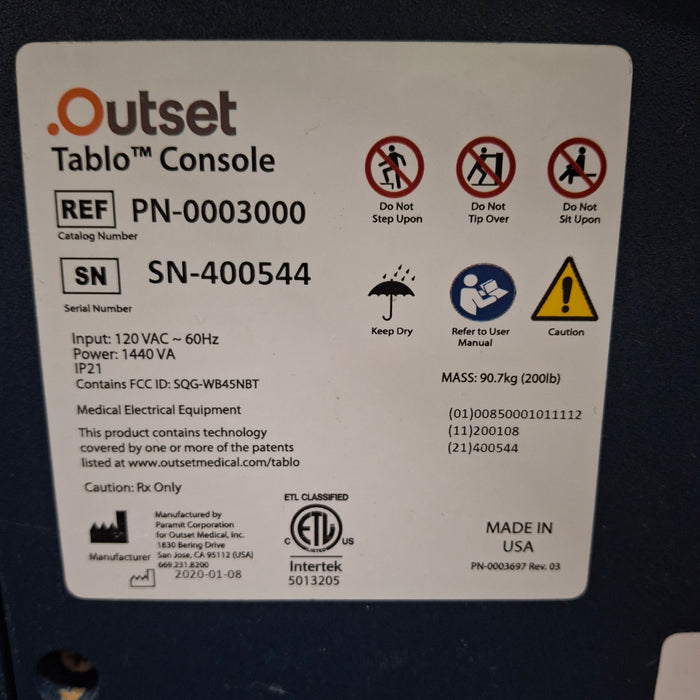 Outset
Tablo™ Console
REF PN-0003000
Catalog Number
SN SN-400544
Serial Number
Do Not
Step Upon
Do Not
Tip Over
Do Not
Sit Upon
Keep Dry
Refer to User
Manual
Caution
Input: 120 VAC ~ 60Hz
Power: 1440 VA
IP21
Contains FCC ID: SQG-WB45NBT
MASS: 90.7kg (200lb)
Medical Electrical Equipment
This product contains technology
covered by one or more of the patents
listed at www.outsetmedical.com/tablo
(01)00850001011112
(11)200108
(21)400544
Caution: Rx Only
Manufacturer
Manufactured by
Paramit Corporation
for Outset Medical, Inc.
1830 Bering Drive
San Jose, CA 95112 (USA)
669.231.8200
2020-01-08
ETL CLASSIFIED
C ETL US
LISTED
Intertek
5013205
MADE IN
USA
PN-0003697 Rev. 03